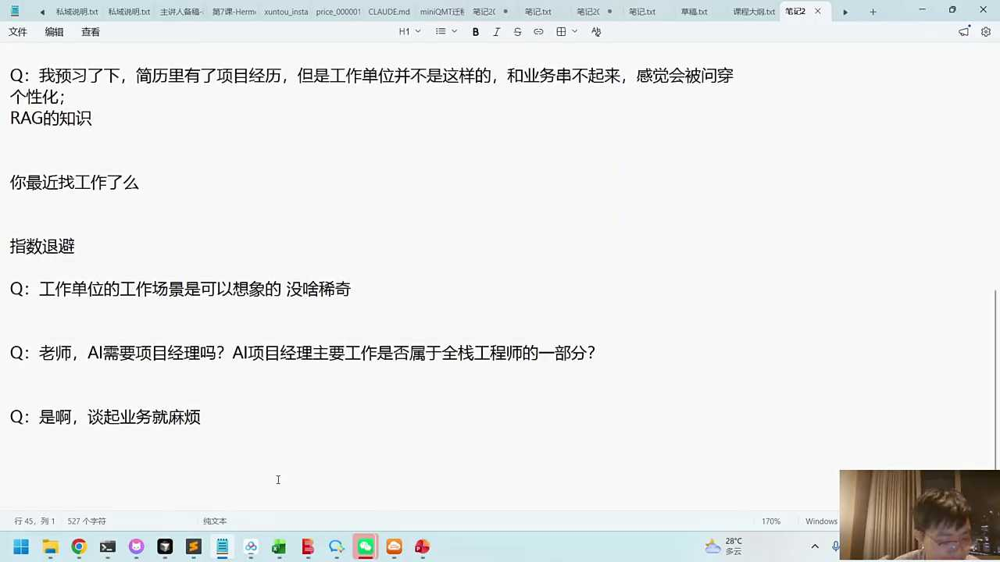 私域说明.txt 私域说明.txt 主讲人备稿- 第7课-Herm xuntou_insta price_000001 CLAUDE.md miniQMT迁移 笔记20 笔记.txt 笔记20 笔记.txt 草稿.txt 课程大纲.txt 笔记2
文件 编辑 查看 H1
Q：我预习了下，简历里有了项目经历，但是工作单位并不是这样的，和业务串不起来，感觉会被问穿
个性化；
RAG的知识
你最近找工作了么
指数退避
Q：工作单位的工作场景是可以想象的 没啥稀奇
Q：老师，AI需要项目经理吗？AI项目经理主要工作是否属于全栈工程师的一部分？
Q：是啊，谈起业务就麻烦
行 45，列 1 527 个字符 纯文本 170% Windows
28°C
多云